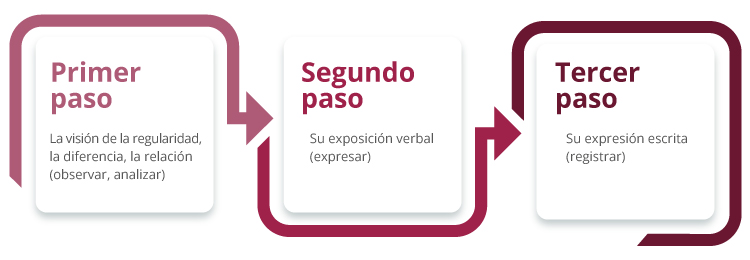 Primer
paso
La visión de la regularidad,
la diferencia, la relación
(observar, analizar)
Segundo
paso
Su exposición verbal
(expresar)
Tercer
paso
Su expresión escrita
(registrar)